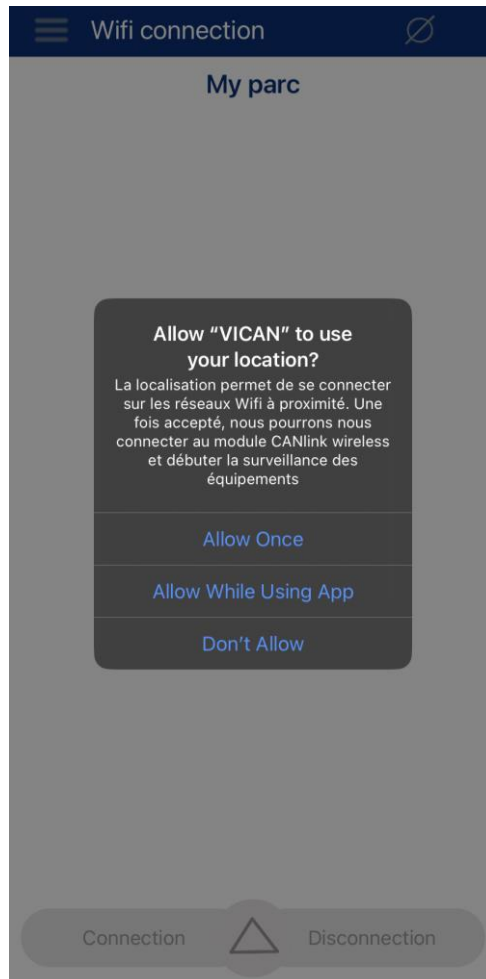 Wifi connection
My parc
Allow “VICAN” to use
your location?
La localisation permet de se connecter
sur les réseaux Wifi à proximité. Une
fois accepté, nous pourrons nous
connecter au module CANlink wireless
et débuter la surveillance des
équipements
Allow Once
Allow While Using App
Don’t Allow
Connection
Disconnection